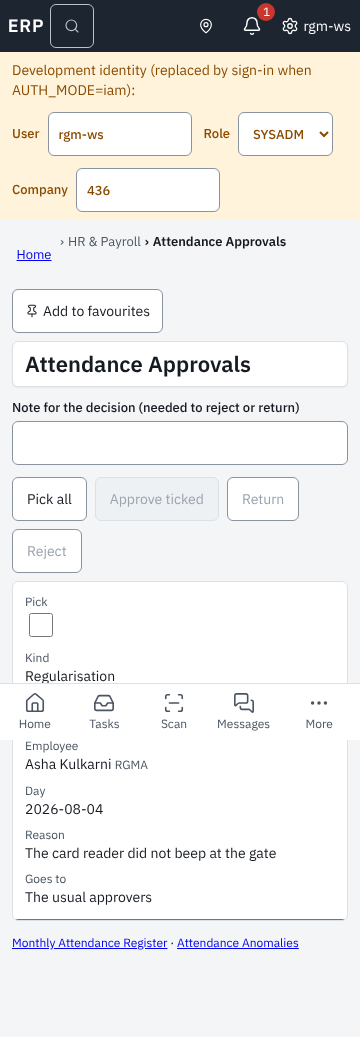 ERP
1
rgm-ws
Development identity (replaced by sign-in when
AUTH_MODE=iam):
User rgm-ws Role SYSADM
Company 436
Home › HR & Payroll › Attendance Approvals
Add to favourites
Attendance Approvals
Note for the decision (needed to reject or return)
Pick all Approve ticked Return
Reject
Pick
Kind
Regularisation
Home Tasks Scan Messages More
Employee
Asha Kulkarni RGMA
Day
2026-08-04
Reason
The card reader did not beep at the gate
Goes to
The usual approvers
Monthly Attendance Register · Attendance Anomalies